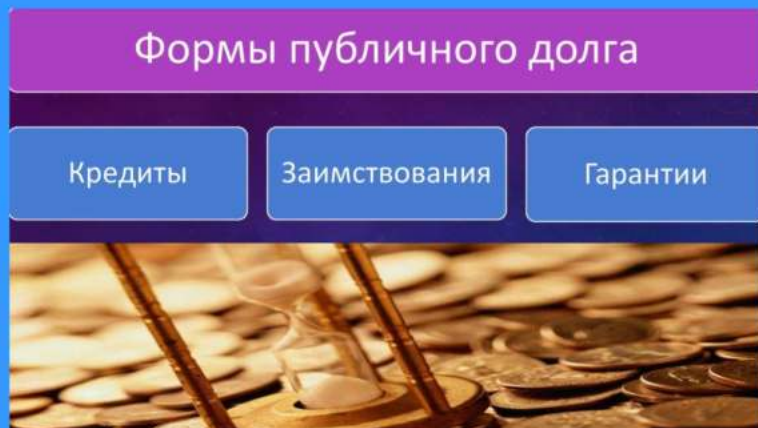 Формы публичного долга
Кредиты
Заимствования
Гарантии